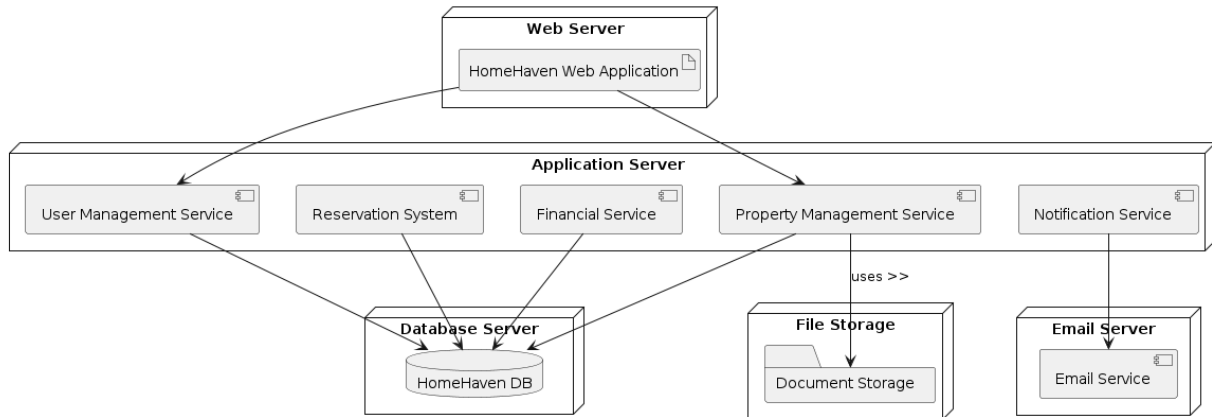 Web Server
HomeHaven Web Application
Application Server
User Management Service
Reservation System
Financial Service
Property Management Service
Notification Service
uses >>
Database Server
File Storage
Email Server
HomeHaven DB
Document Storage
Email Service